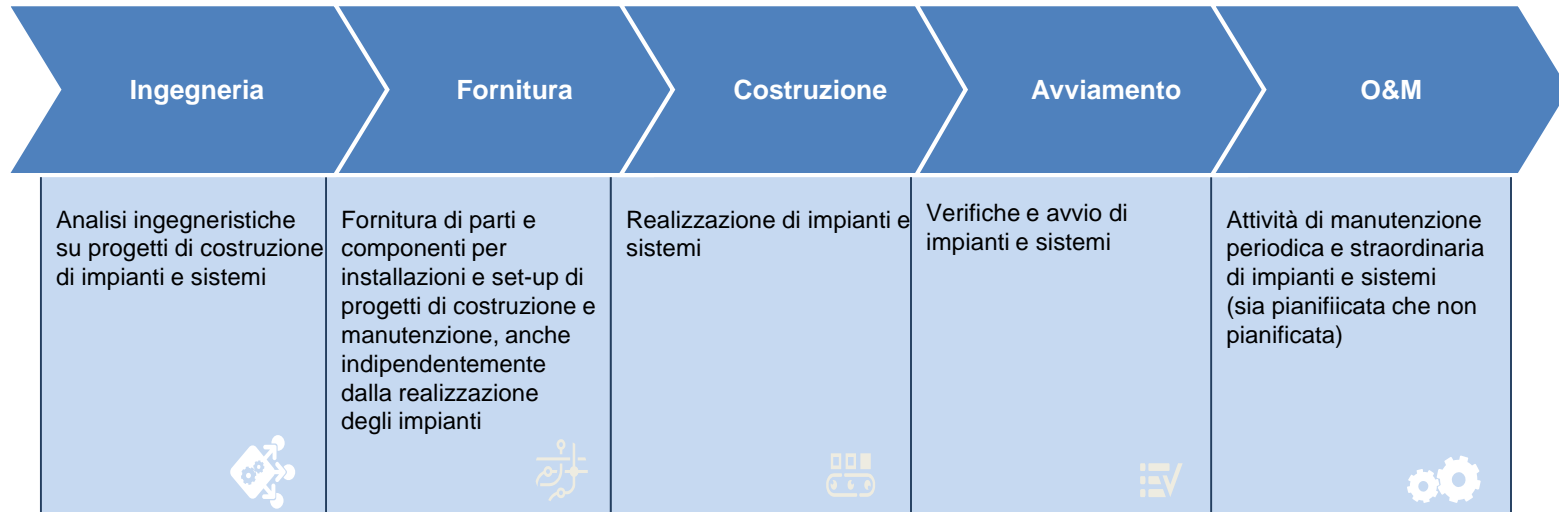 Ingegneria
Fornitura
Costruzione
Avviamento
O&M
Analisi ingegneristiche
su progetti di costruzione
di impianti e sistemi
Fornitura di parti e
componenti per
installazioni e set-up di
progetti di costruzione e
manutenzione, anche
indipendentemente
dalla realizzazione
degli impianti
Realizzazione di impianti e
sistemi
Verifiche e avvio di
impianti e sistemi
Attività di manutenzione
periodica e straordinaria
di impianti e sistemi
(sia pianifiicata che non
pianificata)